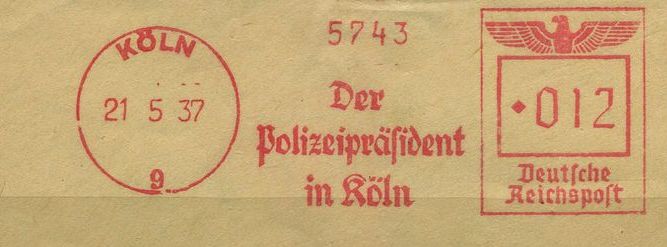 KÖLN
21 5 37
9
5743
Der
Polizeipräſident
in Köln
012
Deutſche
Reichspoſt